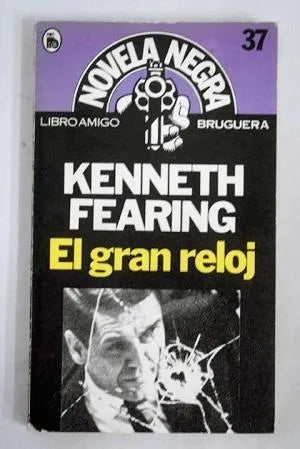 37
NOVELA NEGRA
LIBRO AMIGO BRUGUERA
KENNETH
FEARING
El gran reloj